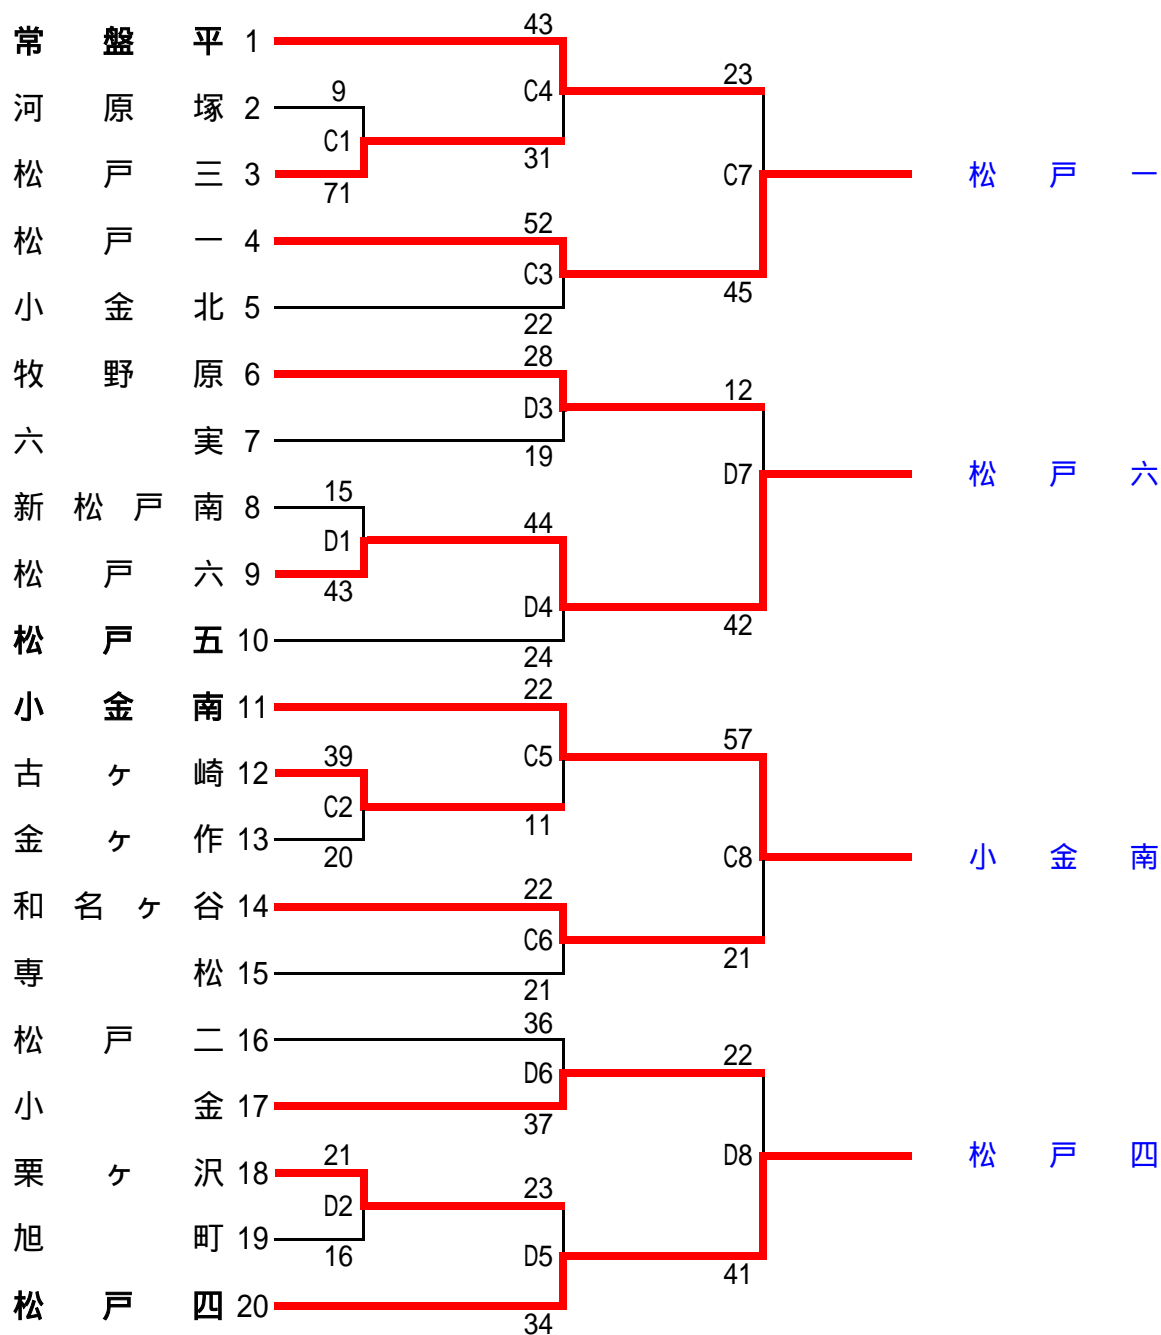 43
常盤平 1
23
9
C4
河原塚 2
C1
31
松戸三 3
C7
松戸一
71
52
松戸一 4
C3
45
小金北 5
22
28
牧野原 6
12
D3
六実 7
19
D7
松戸六
15
新松戸南 8
44
D1
松戸六 9
43
D4
42
松戸五 10
24
22
小金南 11
57
39
C5
古ヶ崎 12
C2
11
金ヶ作 13
20
C8
小金南
22
和名ヶ谷 14
C6
21
専松 15
21
36
松戸二 16
22
D6
小金 17
37
21
D8
松戸四
栗ヶ沢 18
23
D2
旭町 19
16
D5
41
松戸四 20
34